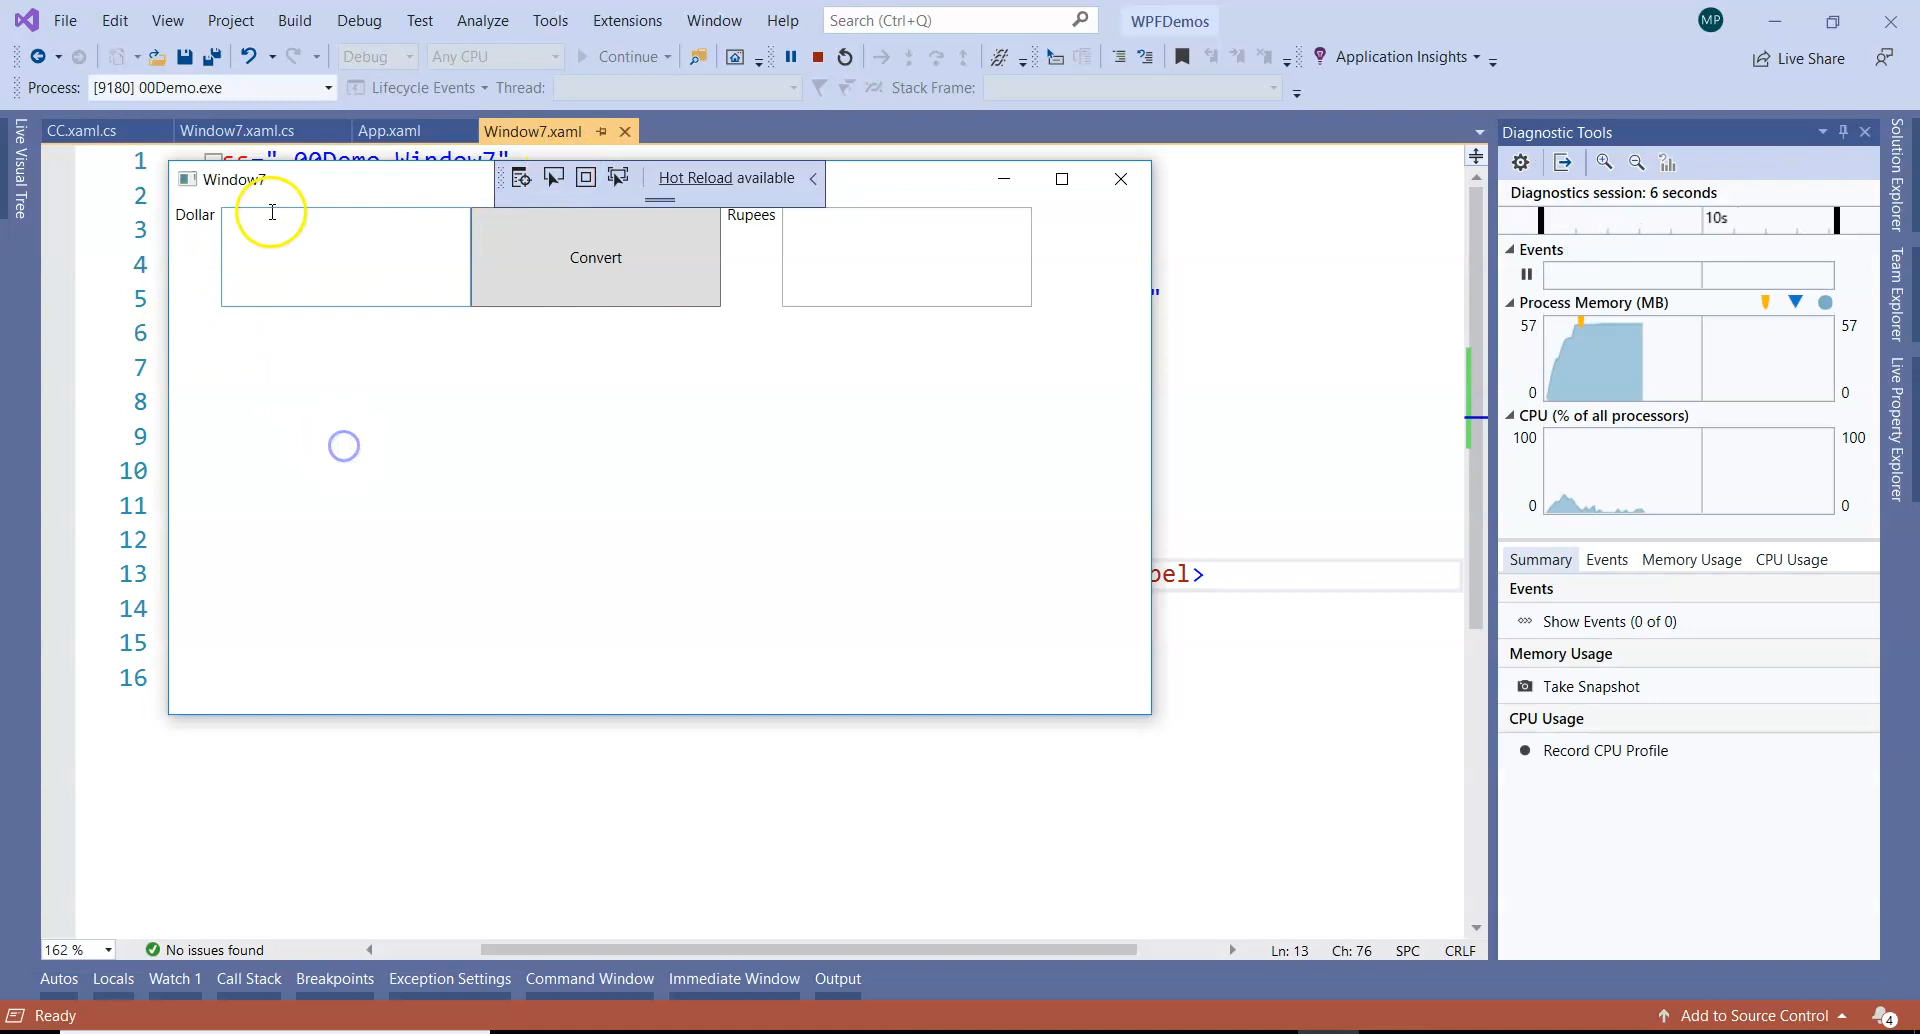 File Edit View Project Build Debug Test Analyze Tools Extensions Window Help Search (Ctrl+Q) WPFDemos MP
Debug Any CPU Continue Application Insights Live Share
Process: [9180] 00Demo.exe Lifecycle Events Thread: Stack Frame:
Live Visual Tree
CC.xaml.cs Window7.xaml.cs App.xaml Window7.xaml
Window7
Hot Reload available
Dollar
Convert
Rupees
1
2
3
4
5 "
6
7
8
9
10
11
12
13 bel>
14
15
16
162 % No issues found Ln: 13 Ch: 76 SPC CRLF
Autos Locals Watch 1 Call Stack Breakpoints Exception Settings Command Window Immediate Window Output
Diagnostic Tools
Diagnostics session: 6 seconds
10s
Events
Process Memory (MB)
57 57
0 0
CPU (% of all processors)
100 100
0 0
Summary Events Memory Usage CPU Usage
Events
Show Events (0 of 0)
Memory Usage
Take Snapshot
CPU Usage
Record CPU Profile
Solution Explorer
Team Explorer
Live Property Explorer
Ready Add to Source Control 4